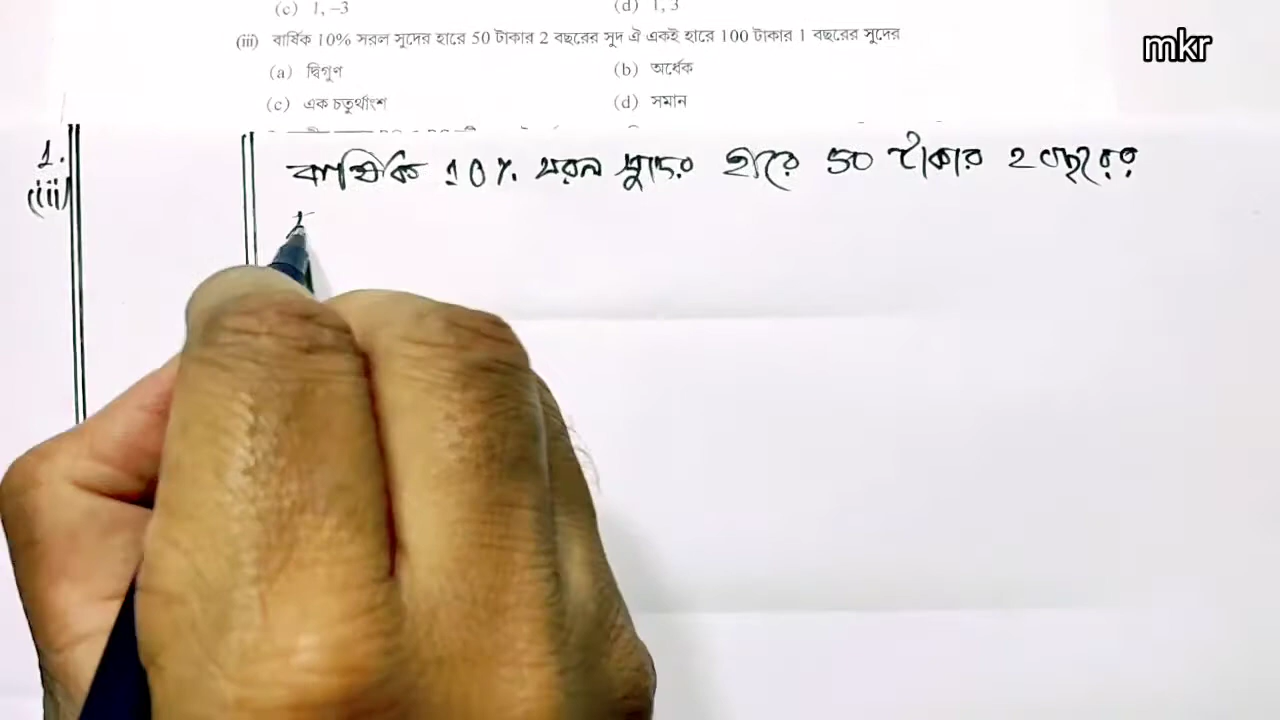 (c) 1, –3 (d) 1, 3
(iii) বার্ষিক 10% সরল সুদের হারে 50 টাকার 2 বছরের সুদ ঐ একই হারে 100 টাকার 1 বছরের সুদের
mkr
(a) দ্বিগুণ (b) অর্ধেক
(c) এক চতুর্থাংশ (d) সমান
1. বার্ষিক 10% সরল সুদের হারে 50 টাকার 2 বছরের
(iii)